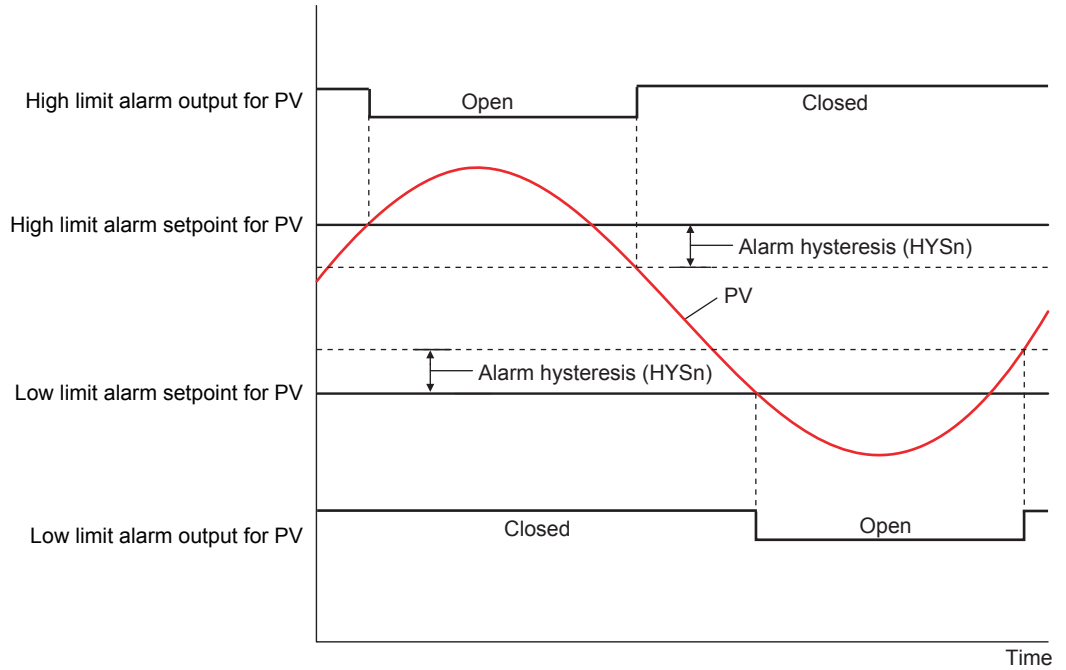 High limit alarm output for PV
Open
Closed
High limit alarm setpoint for PV
Alarm hysteresis (HYSn)
PV
Alarm hysteresis (HYSn)
Low limit alarm setpoint for PV
Closed
Open
Low limit alarm output for PV
Time